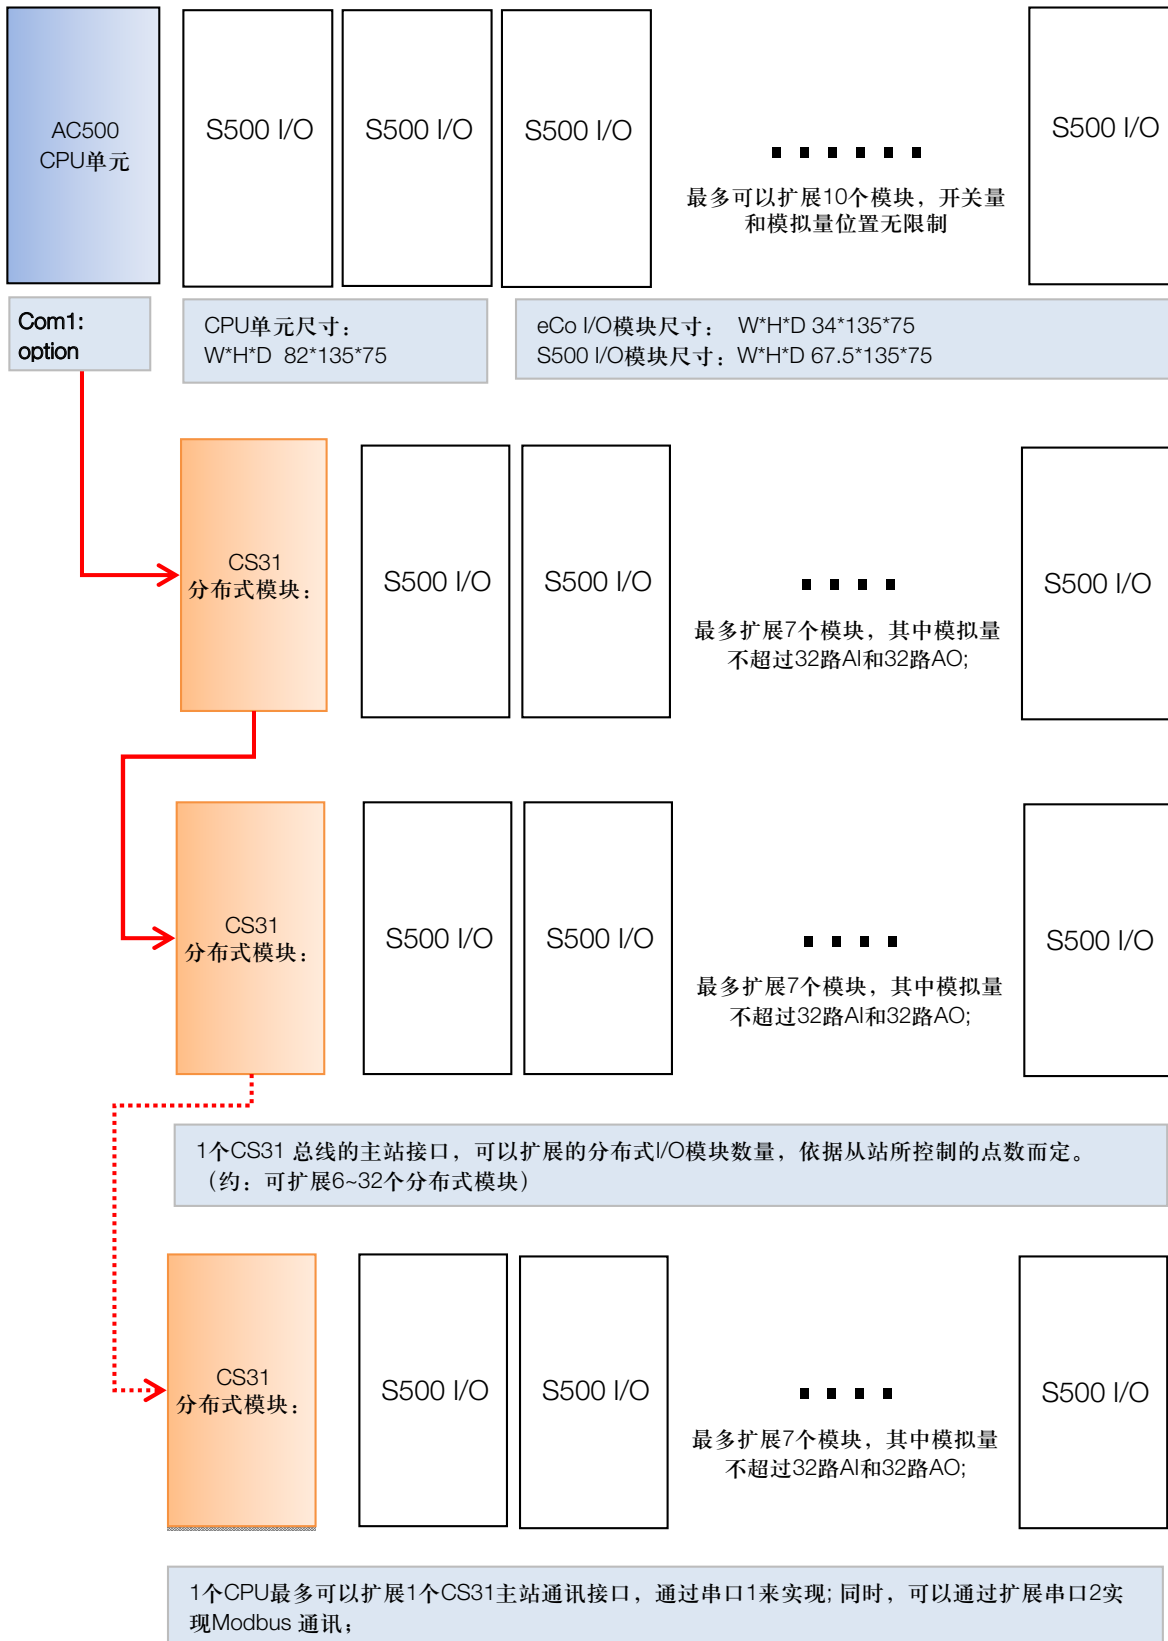 AC500
CPU单元
S500 I/O
S500 I/O
S500 I/O
S500 I/O
最多可以扩展10个模块，开关量
和模拟量位置无限制
Com1:
option
CPU单元尺寸：
W*H*D 82*135*75
eCo I/O模块尺寸： W*H*D 34*135*75
S500 I/O模块尺寸：W*H*D 67.5*135*75
CS31
分布式模块：
S500 I/O
S500 I/O
S500 I/O
最多扩展7个模块，其中模拟量
不超过32路AI和32路AO;
CS31
分布式模块：
S500 I/O
S500 I/O
S500 I/O
最多扩展7个模块，其中模拟量
不超过32路AI和32路AO;
1个CS31 总线的主站接口，可以扩展的分布式I/O模块数量，依据从站所控制的点数而定。
（约：可扩展6~32个分布式模块）
CS31
分布式模块：
S500 I/O
S500 I/O
S500 I/O
最多扩展7个模块，其中模拟量
不超过32路AI和32路AO;
1个CPU最多可以扩展1个CS31主站通讯接口，通过串口1来实现; 同时，可以通过扩展串口2实
现Modbus 通讯；